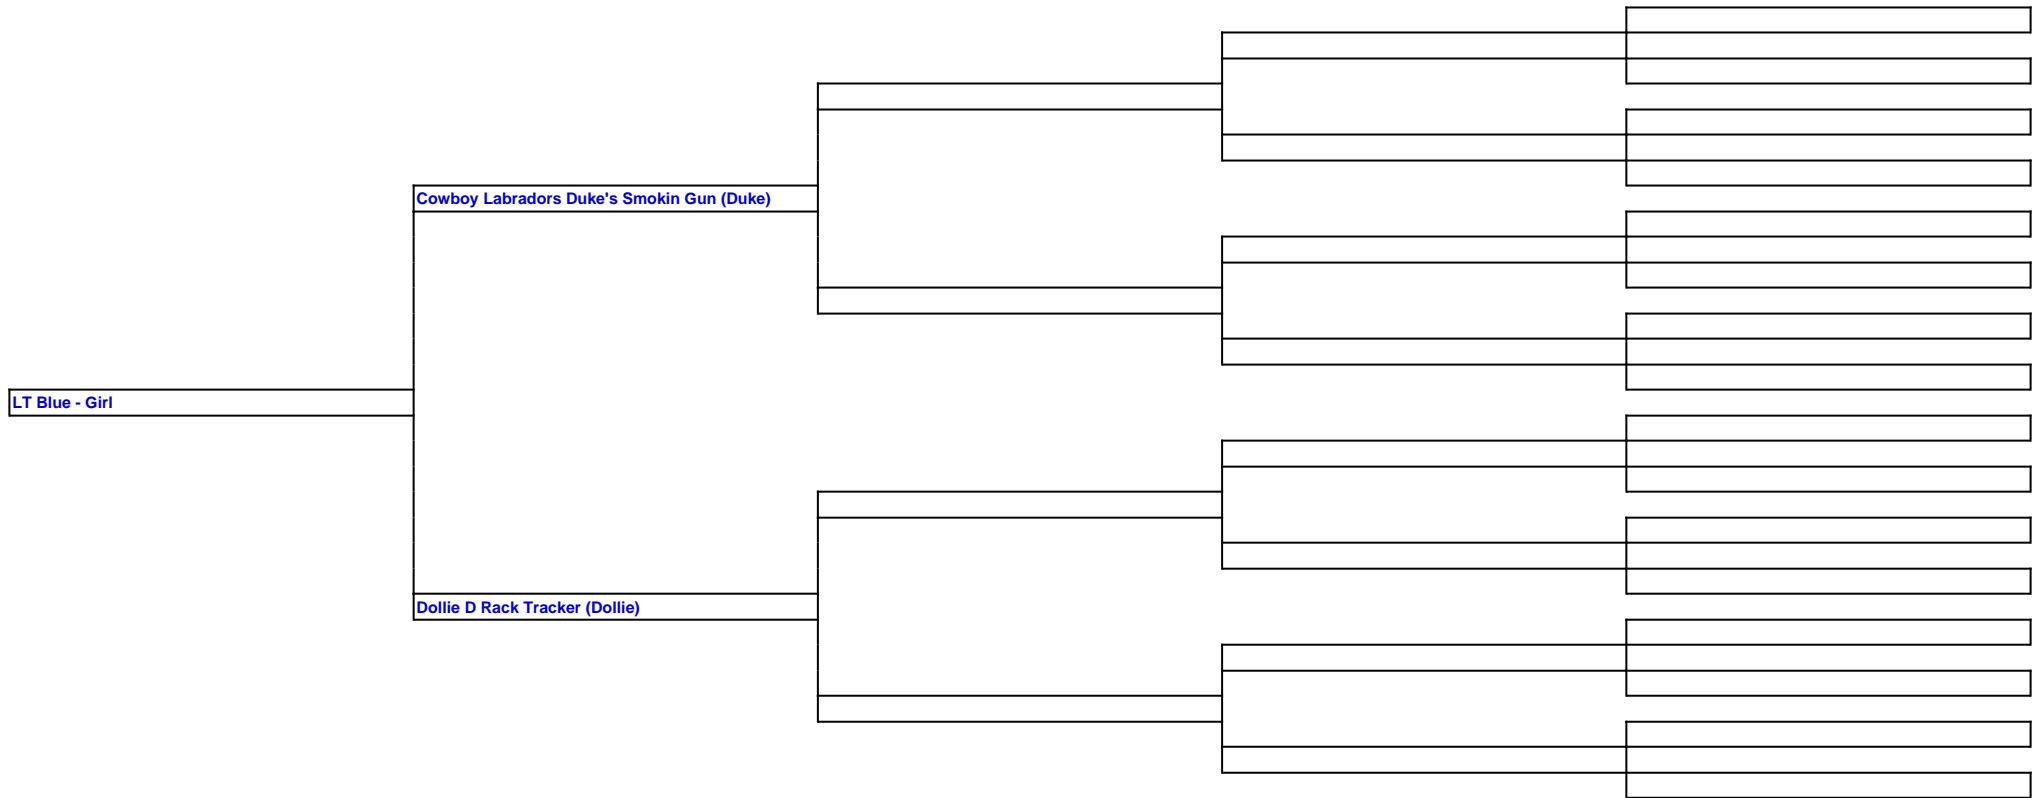 Cowboy Labradors Duke's Smokin Gun (Duke)
LT Blue - Girl
Dollie D Rack Tracker (Dollie)